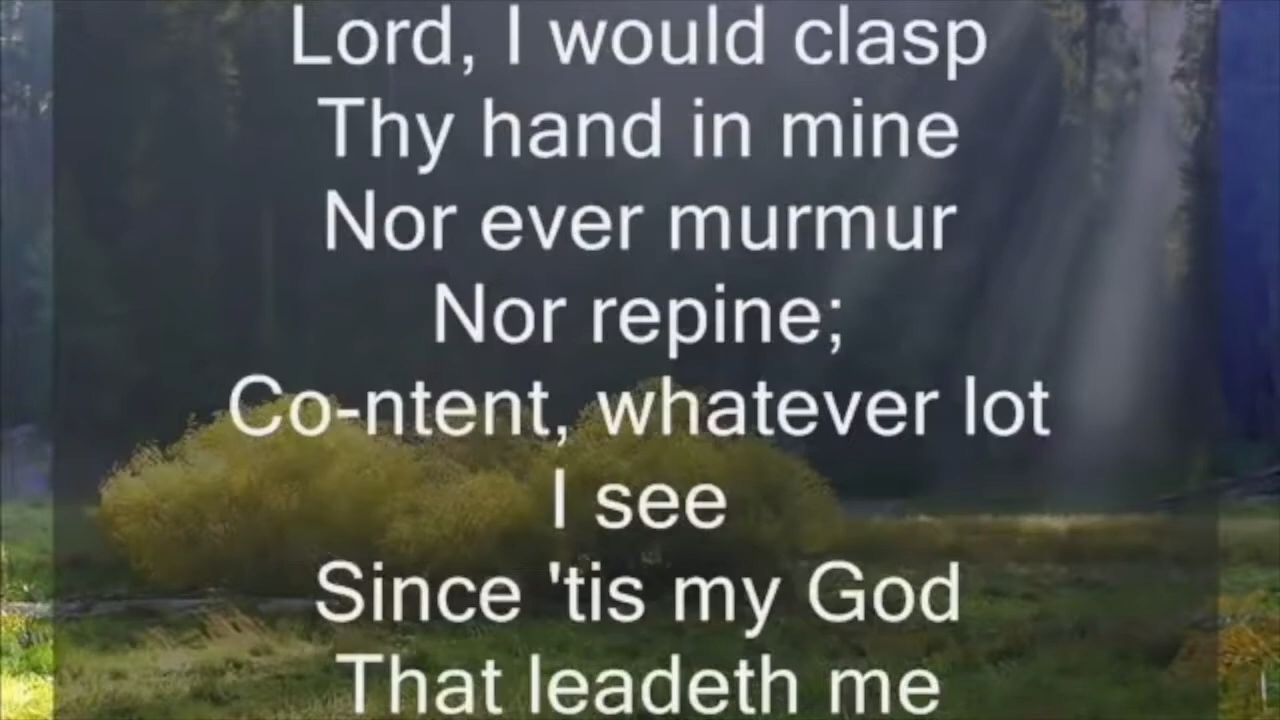 Lord, I would clasp
Thy hand in mine
Nor ever murmur
Nor repine;
Co-ntent, whatever lot
I see
Since 'tis my God
That leadeth me